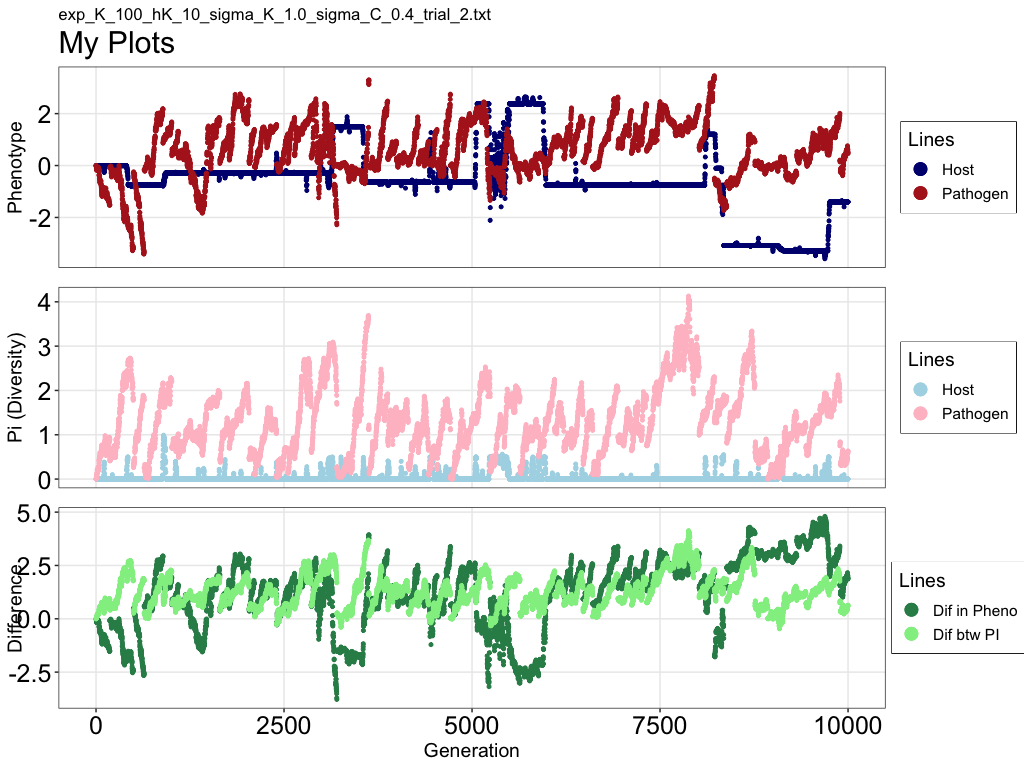 exp_K_100_hK_10_sigma_K_1.0_sigma_C_0.4_trial_2.txt
My Plots
Phenotype
2
0
-2
Lines
Host
Pathogen
Pi (Diversity)
4
3
2
1
0
Lines
Host
Pathogen
Difference
5.0
2.5
0.0
-2.5
Lines
Dif in Pheno
Dif btw PI
0 2500 5000 7500 10000
Generation